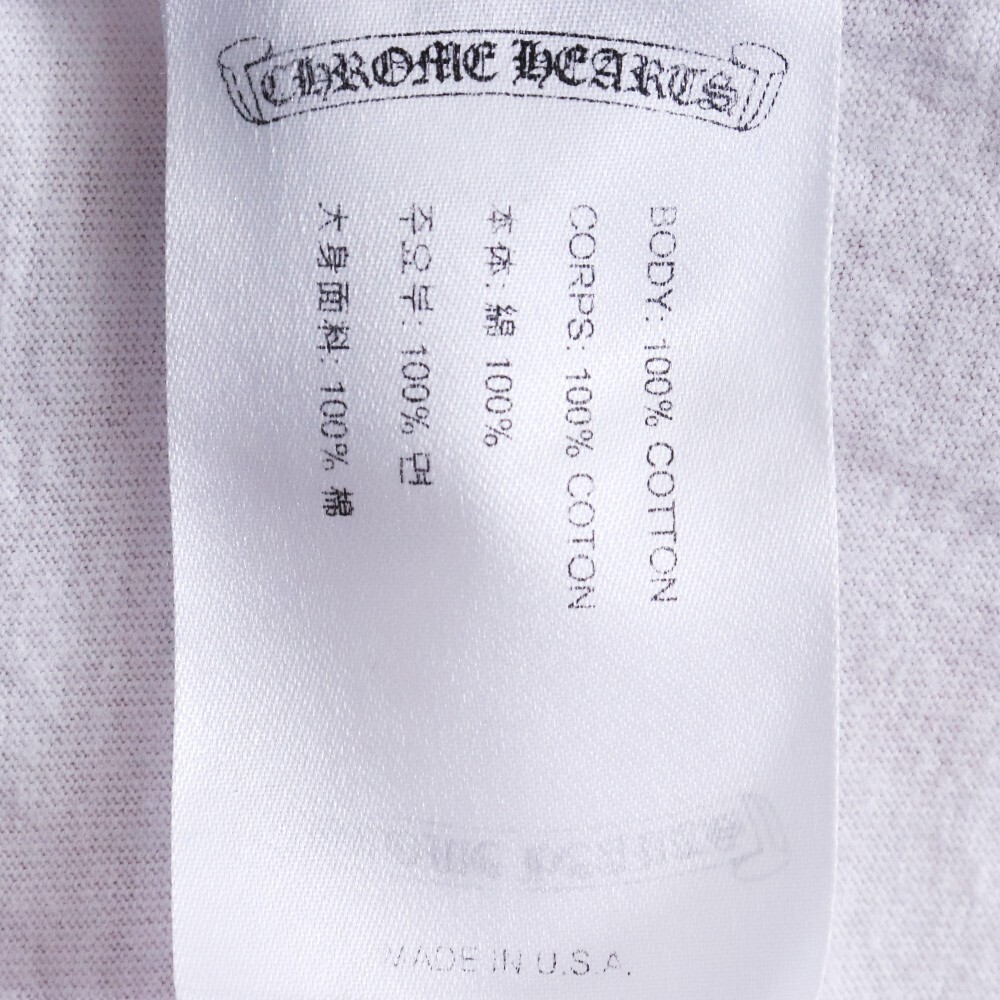 CHROME HEARTS
BODY: 100% COTTON
CORPS: 100% COTON
本体: 綿 100%
주요부: 100% 면
大身面料: 100% 棉
MADE IN U.S.A.